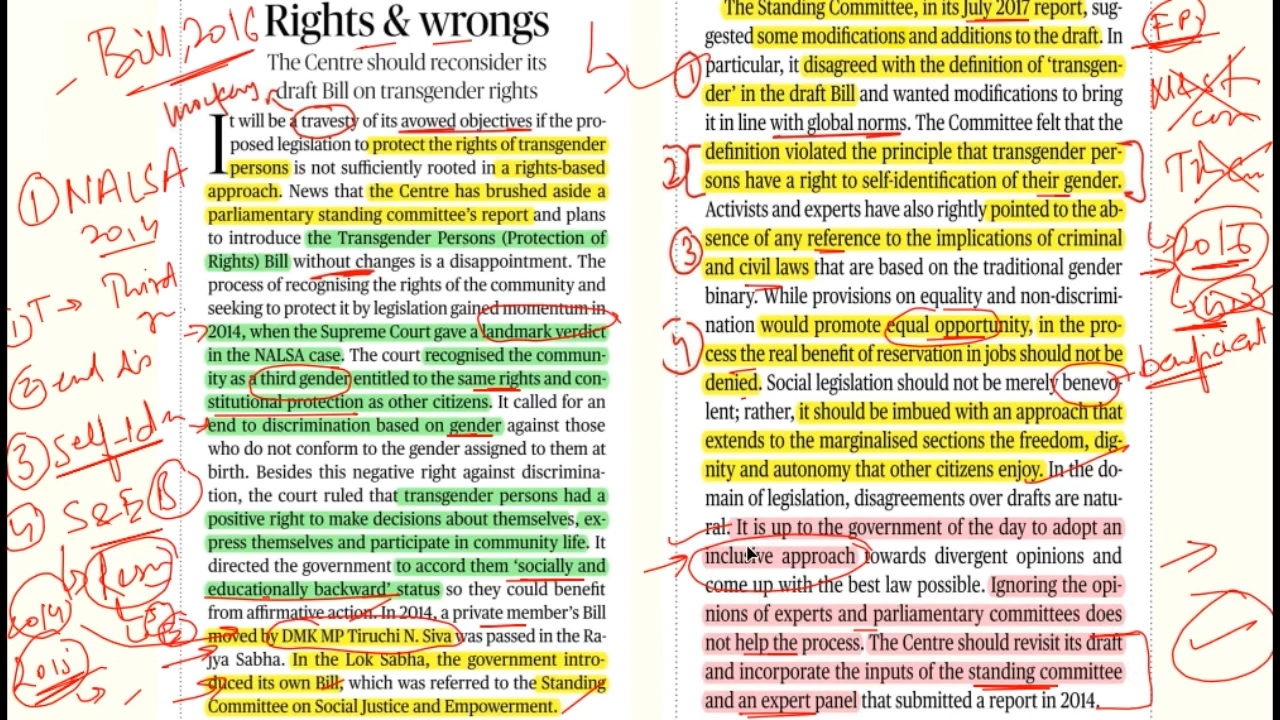 Rights & wrongs
The Centre should reconsider its
draft Bill on transgender rights
It will be a travesty of its avowed objectives if the pro-
posed legislation to protect the rights of transgender
persons is not sufficiently rooted in a rights-based
approach. News that the Centre has brushed aside a
parliamentary standing committee's report and plans
to introduce the Transgender Persons (Protection of
Rights) Bill without changes is a disappointment. The
process of recognising the rights of the community and
seeking to protect it by legislation gained momentum in
2014, when the Supreme Court gave a landmark verdict
in the NALSA case. The court recognised the commun-
ity as a third gender entitled to the same rights and con-
stitutional protection as other citizens. It called for an
end to discrimination based on gender against those
who do not conform to the gender assigned to them at
birth. Besides this negative right against discrimina-
tion, the court ruled that transgender persons had a
positive right to make decisions about themselves, ex-
press themselves and participate in community life. It
directed the government to accord them 'socially and
educationally backward' status so they could benefit
from affirmative action. In 2014, a private member's Bill
moved by DMK MP Tiruchi N. Siva was passed in the Ra-
jya Sabha. In the Lok Sabha, the government intro-
duced its own Bill, which was referred to the Standing
Committee on Social Justice and Empowerment.
The Standing Committee, in its July 2017 report, sug-
gested some modifications and additions to the draft. In
particular, it disagreed with the definition of 'transgen-
der' in the draft Bill and wanted modifications to bring
it in line with global norms. The Committee felt that the
definition violated the principle that transgender per-
sons have a right to self-identification of their gender.
Activists and experts have also rightly pointed to the ab-
sence of any reference to the implications of criminal
and civil laws that are based on the traditional gender
binary. While provisions on equality and non-discrimi-
nation would promote equal opportunity, in the pro-
cess the real benefit of reservation in jobs should not be
denied. Social legislation should not be merely benevo-
lent; rather, it should be imbued with an approach that
extends to the marginalised sections the freedom, dig-
nity and autonomy that other citizens enjoy. In the do-
main of legislation, disagreements over drafts are natu-
ral. It is up to the government of the day to adopt an
inclusive approach towards divergent opinions and
come up with the best law possible. Ignoring the opi-
nions of experts and parliamentary committees does
not help the process. The Centre should revisit its draft
and incorporate the inputs of the standing committee
and an expert panel that submitted a report in 2014.
Bill, 2016
mockery
① NALSA
2014
① T → Third
② end dis
③ self-Idn
④ S&EB
2014
①
②
③
④
2016
beneficient